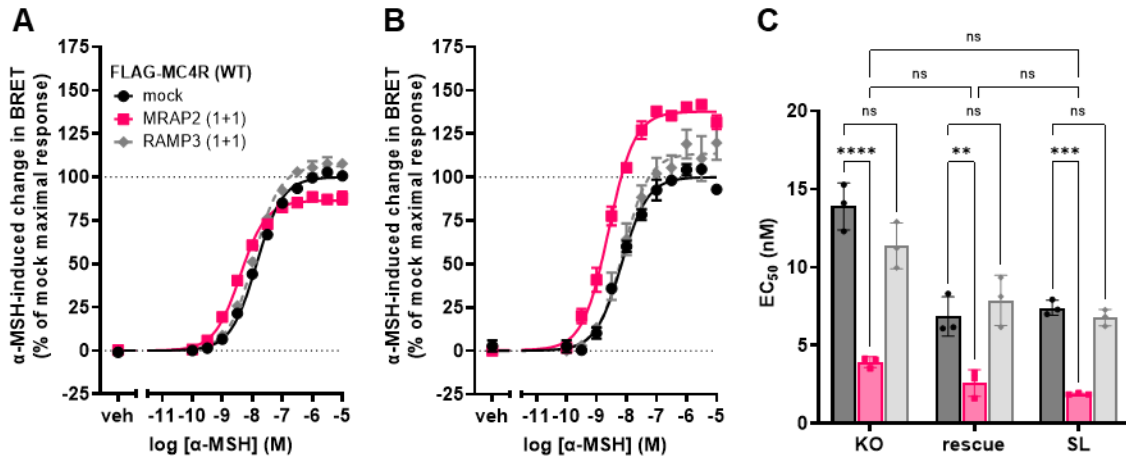 A
α-MSH-induced change in BRET
(% of mock maximal response)
175
150
125
100
75
50
25
0
-25
FLAG-MC4R (WT)
mock
MRAP2 (1+1)
RAMP3 (1+1)
veh
-11
-10
-9
-8
-7
-6
-5
log [α-MSH] (M)
B
α-MSH-induced change in BRET
(% of mock maximal response)
175
150
125
100
75
50
25
0
-25
veh
-11
-10
-9
-8
-7
-6
-5
log [α-MSH] (M)
C
ns
ns
ns
ns
ns
ns
****
**
***
EC₅₀ (nM)
20
15
10
5
0
KO
rescue
SL